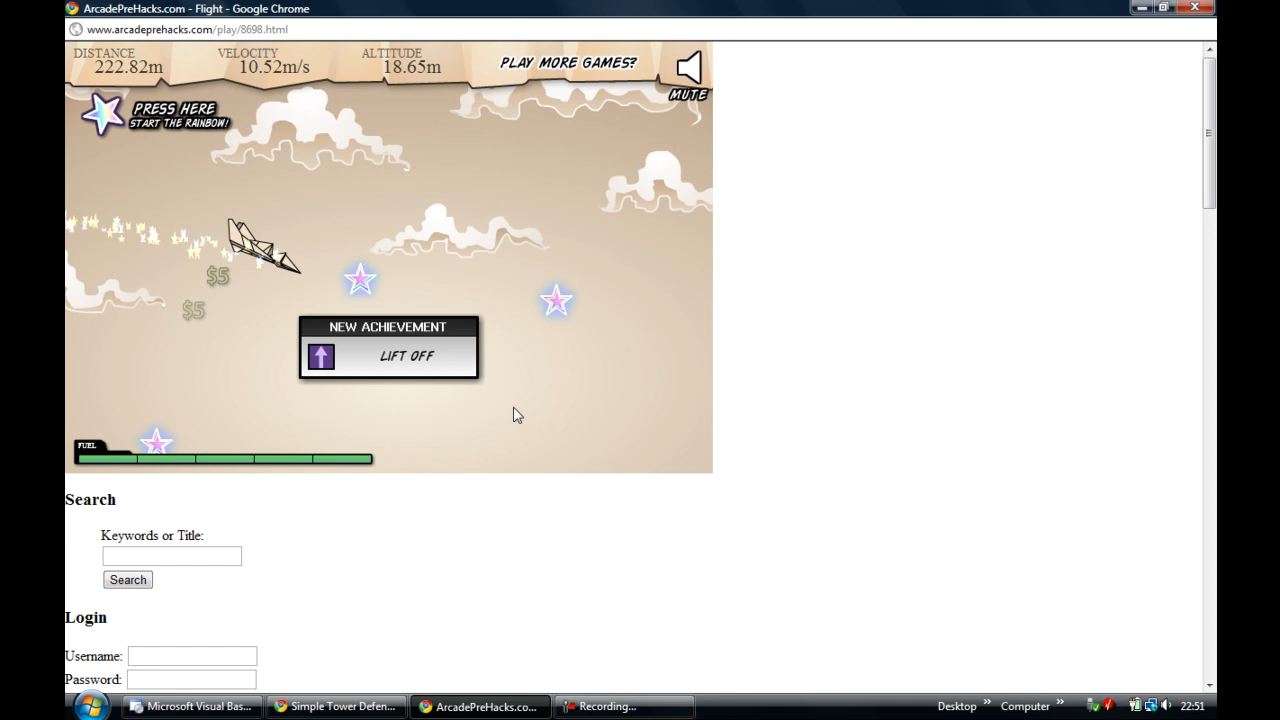 ArcadePreHacks.com - Flight - Google Chrome
www.arcadeprehacks.com/play/8698.html
DISTANCE VELOCITY ALTITUDE
222.82m 10.52m/s 18.65m
PLAY MORE GAMES?
MUTE
PRESS HERE
START THE RAINBOW!
$5
$5
NEW ACHIEVEMENT
LIFT OFF
FUEL
Search
Keywords or Title:
Search
Login
Username:
Password:
Microsoft Visual Bas... Simple Tower Defen... ArcadePreHacks.co... Recording... Desktop » Computer » 22:51